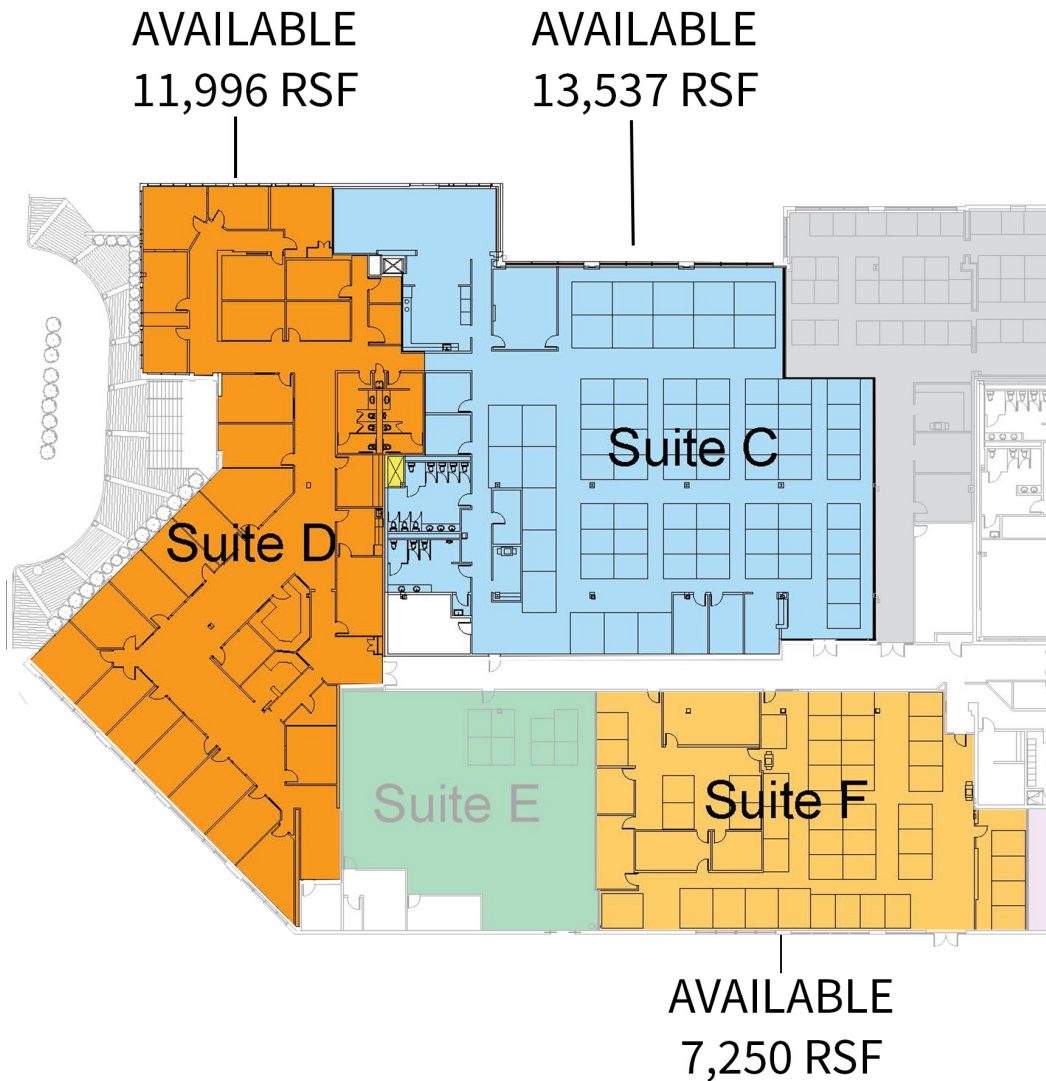 AVAILABLE
11,996 RSF
AVAILABLE
13,537 RSF
Suite C
Suite D
Suite E
Suite F
AVAILABLE
7,250 RSF